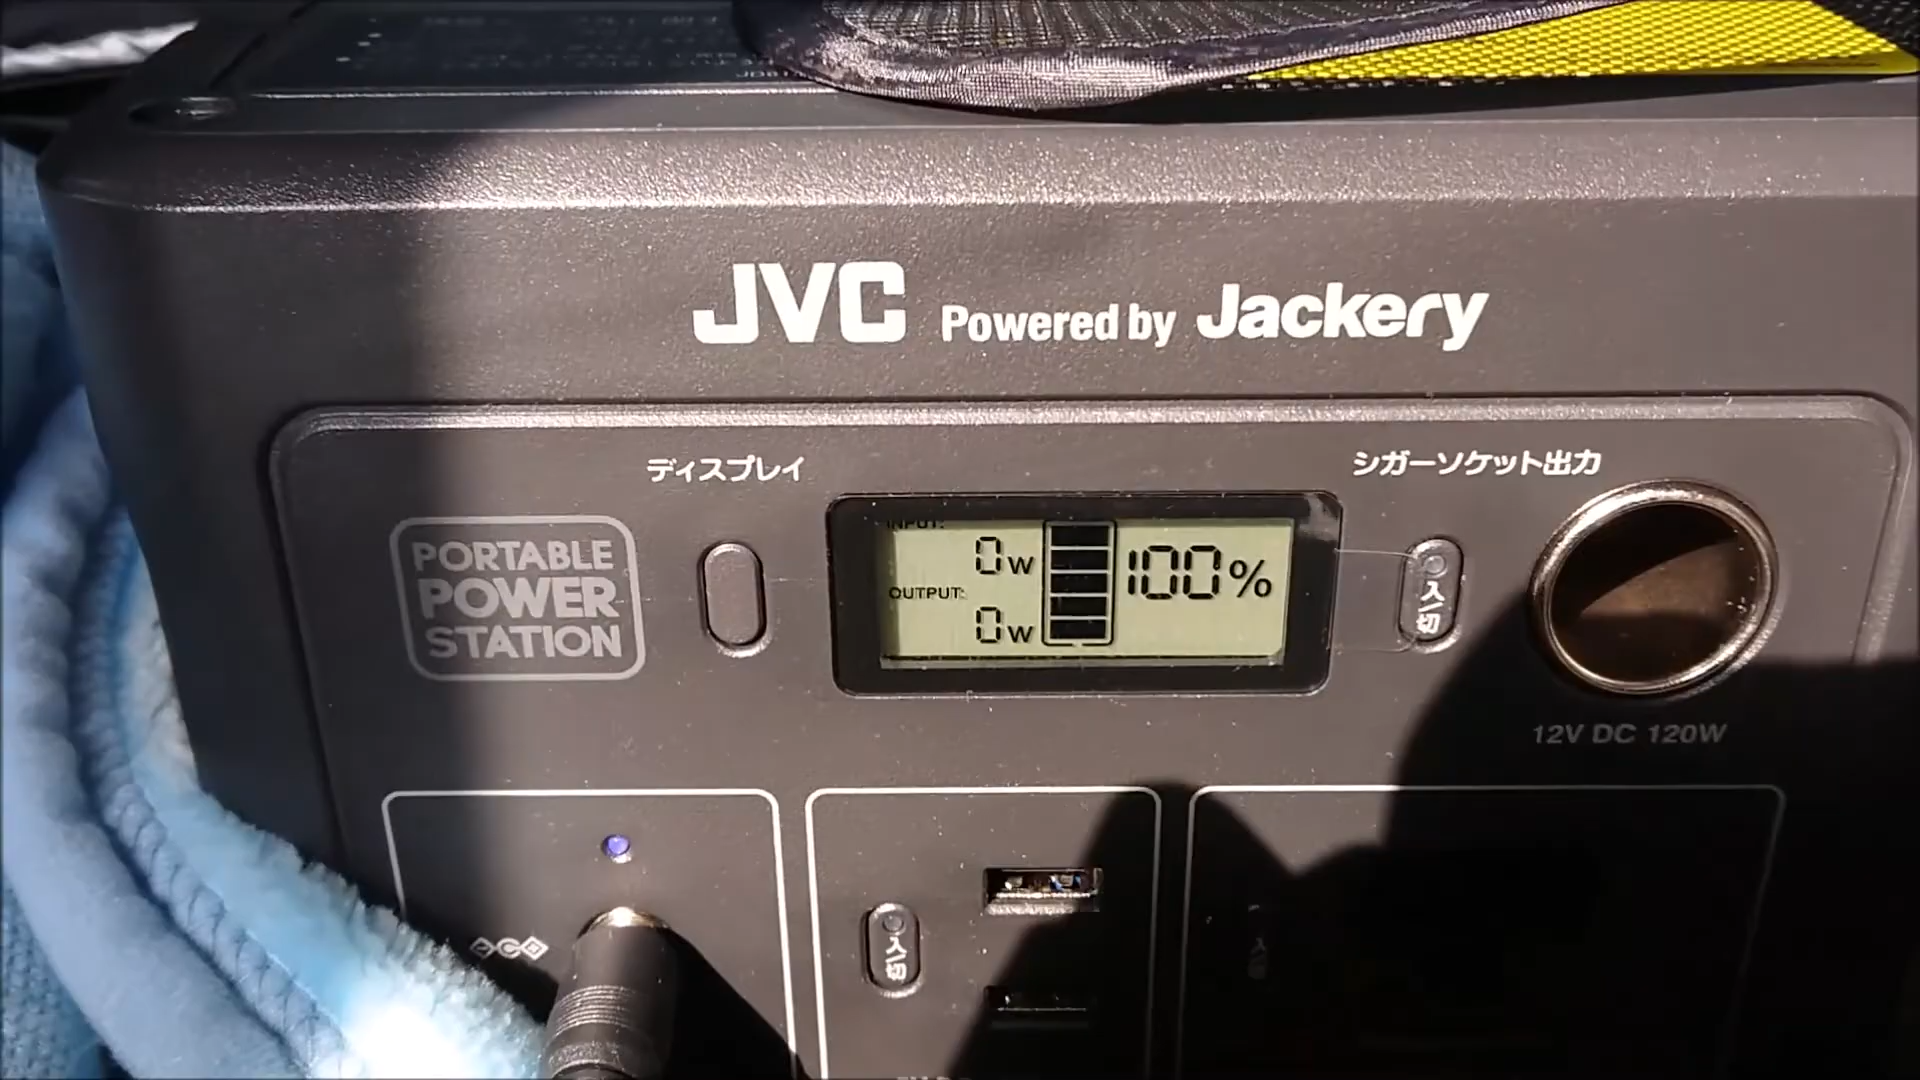 JVC Powered by Jackery
ディスプレイ
シガーソケット出力
PORTABLE
POWER
STATION
INPUT:
0W
OUTPUT:
0W
100%
入/切
12V DC 120W
入/切